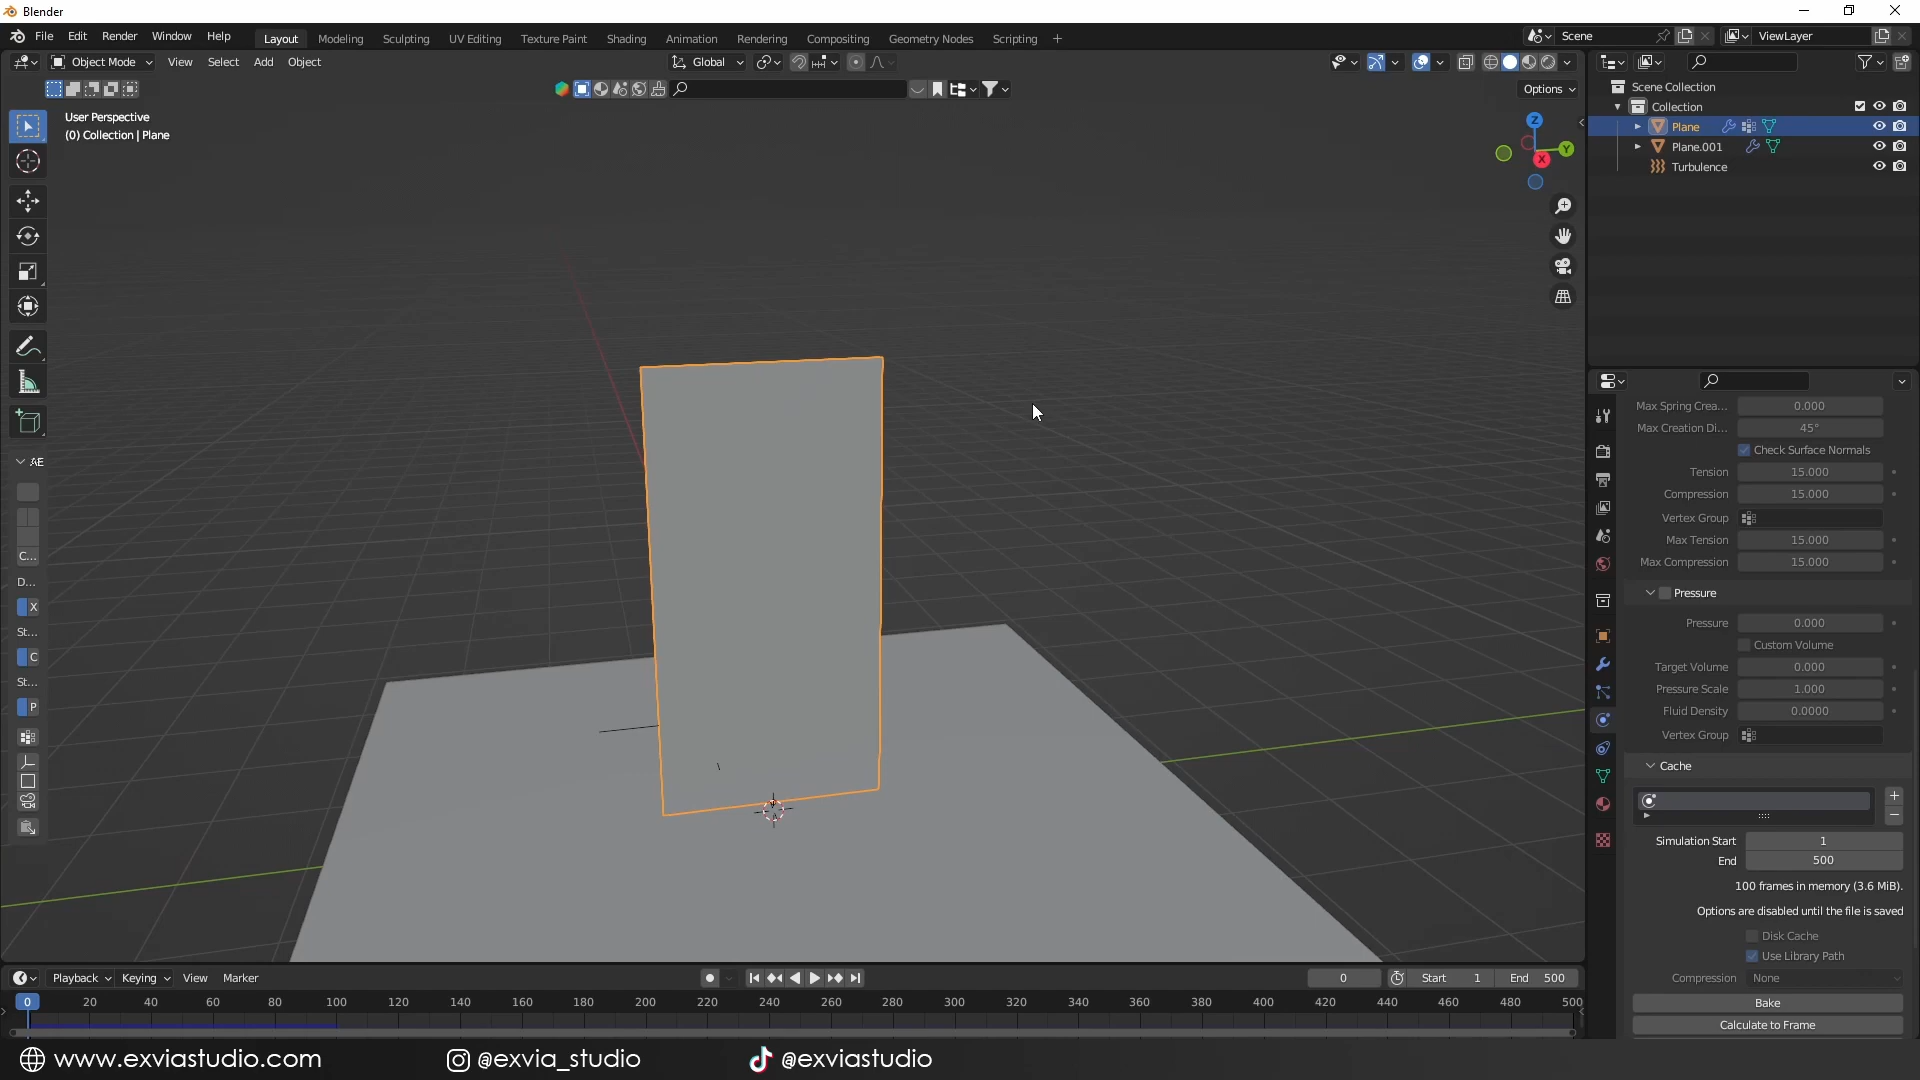 Blender
File Edit Render Window Help Layout Modeling Sculpting UV Editing Texture Paint Shading Animation Rendering Compositing Geometry Nodes Scripting + Scene ViewLayer
Object Mode View Select Add Object Global
Options
User Perspective
(0) Collection | Plane
Z
Y
X
AE
C...
D...
X
St...
C
St...
P
Scene Collection
Collection
Plane
Plane.001
Turbulence
Max Spring Crea... 0.000
Max Creation Di... 45°
Check Surface Normals
Tension 15.000
Compression 15.000
Vertex Group
Max Tension 15.000
Max Compression 15.000
Pressure
Pressure 0.000
Custom Volume
Target Volume 0.000
Pressure Scale 1.000
Fluid Density 0.0000
Vertex Group
Cache
Simulation Start 1
End 500
100 frames in memory (3.6 MiB).
Options are disabled until the file is saved
Disk Cache
Use Library Path
Compression None
Bake
Calculate to Frame
Playback Keying View Marker 0 Start 1 End 500
0 20 40 60 80 100 120 140 160 180 200 220 240 260 280 300 320 340 360 380 400 420 440 460 480 500
www.exviastudio.com @exvia_studio @exviastudio